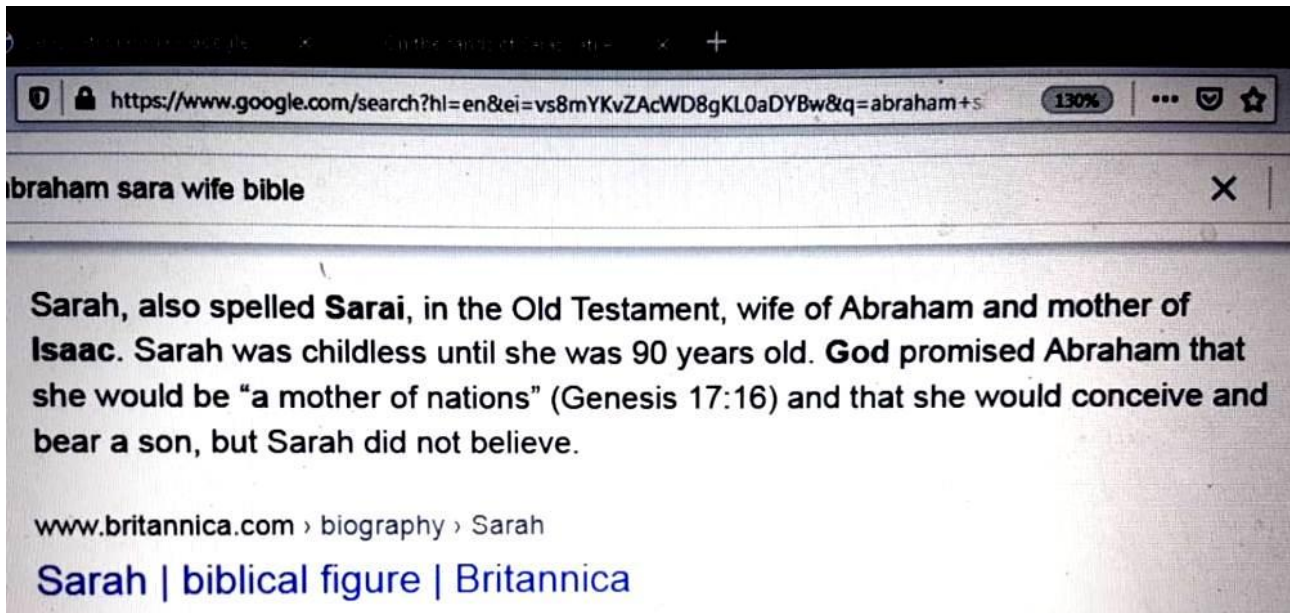 https://www.google.com/search?hl=en&ei=vs8mYKvZAcWD8gKL0aDYBw&q=abraham+s
130%
braham sara wife bible
Sarah, also spelled Sarai, in the Old Testament, wife of Abraham and mother of
Isaac. Sarah was childless until she was 90 years old. God promised Abraham that
she would be “a mother of nations” (Genesis 17:16) and that she would conceive and
bear a son, but Sarah did not believe.
www.britannica.com › biography › Sarah
Sarah | biblical figure | Britannica